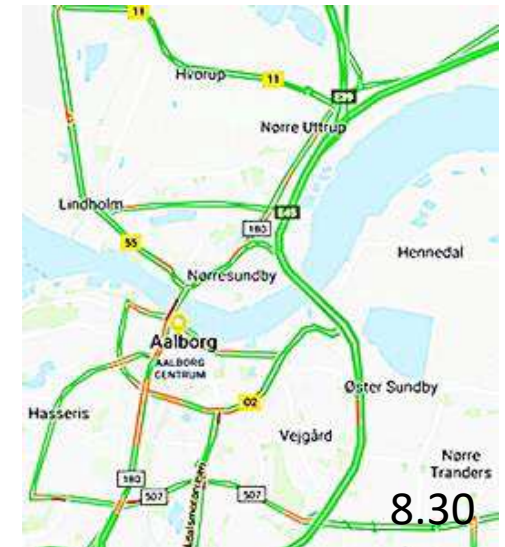 11
Hvorup
11
Nørre Uttrup
Lindholm
E45
180
55
Hennedal
Nørresundby
Aalborg
AALBORG
CENTRUM
Øster Sundby
02
Hasseris
Vejgård
Nørre
Tranders
180
507
507
8.30